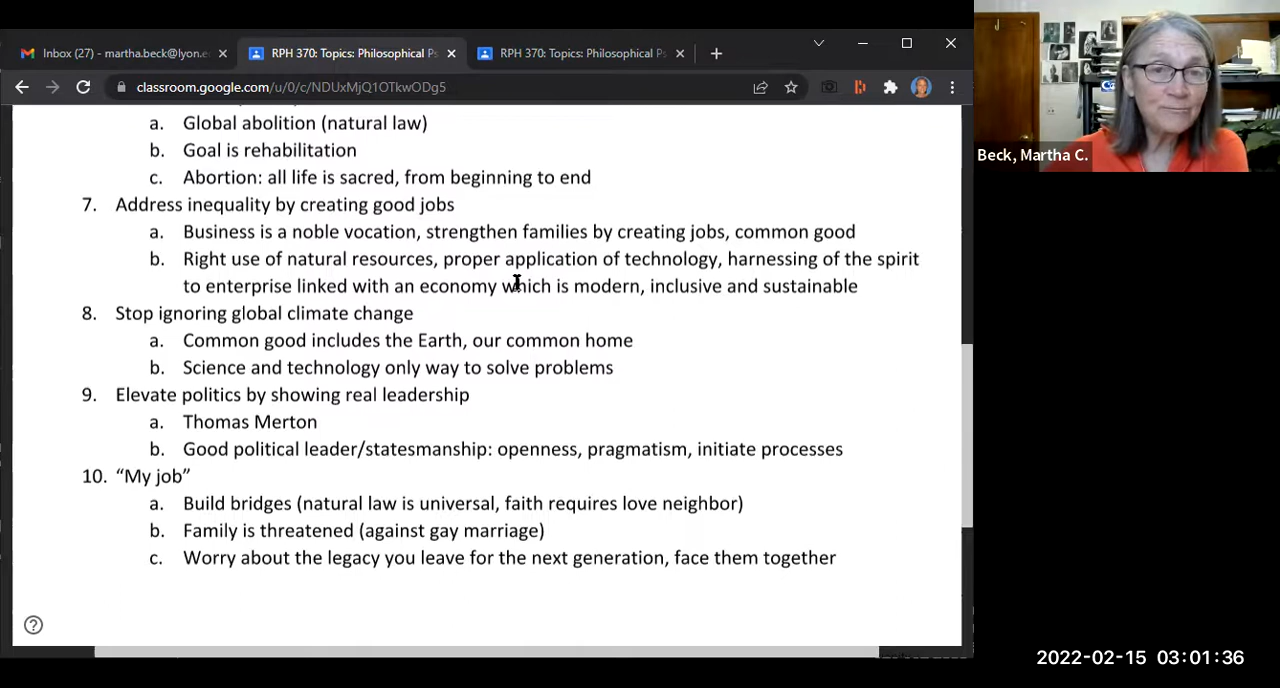 Inbox (27) - martha.beck@lyon.e
RPH 370: Topics: Philosophical Ps
RPH 370: Topics: Philosophical Ps
classroom.google.com/u/0/c/NDUxMjQ1OTkwODg5
a. Global abolition (natural law)
b. Goal is rehabilitation
c. Abortion: all life is sacred, from beginning to end
7. Address inequality by creating good jobs
a. Business is a noble vocation, strengthen families by creating jobs, common good
b. Right use of natural resources, proper application of technology, harnessing of the spirit
to enterprise linked with an economy which is modern, inclusive and sustainable
8. Stop ignoring global climate change
a. Common good includes the Earth, our common home
b. Science and technology only way to solve problems
9. Elevate politics by showing real leadership
a. Thomas Merton
b. Good political leader/statesmanship: openness, pragmatism, initiate processes
10. “My job”
a. Build bridges (natural law is universal, faith requires love neighbor)
b. Family is threatened (against gay marriage)
c. Worry about the legacy you leave for the next generation, face them together
Beck, Martha C.
2022-02-15 03:01:36